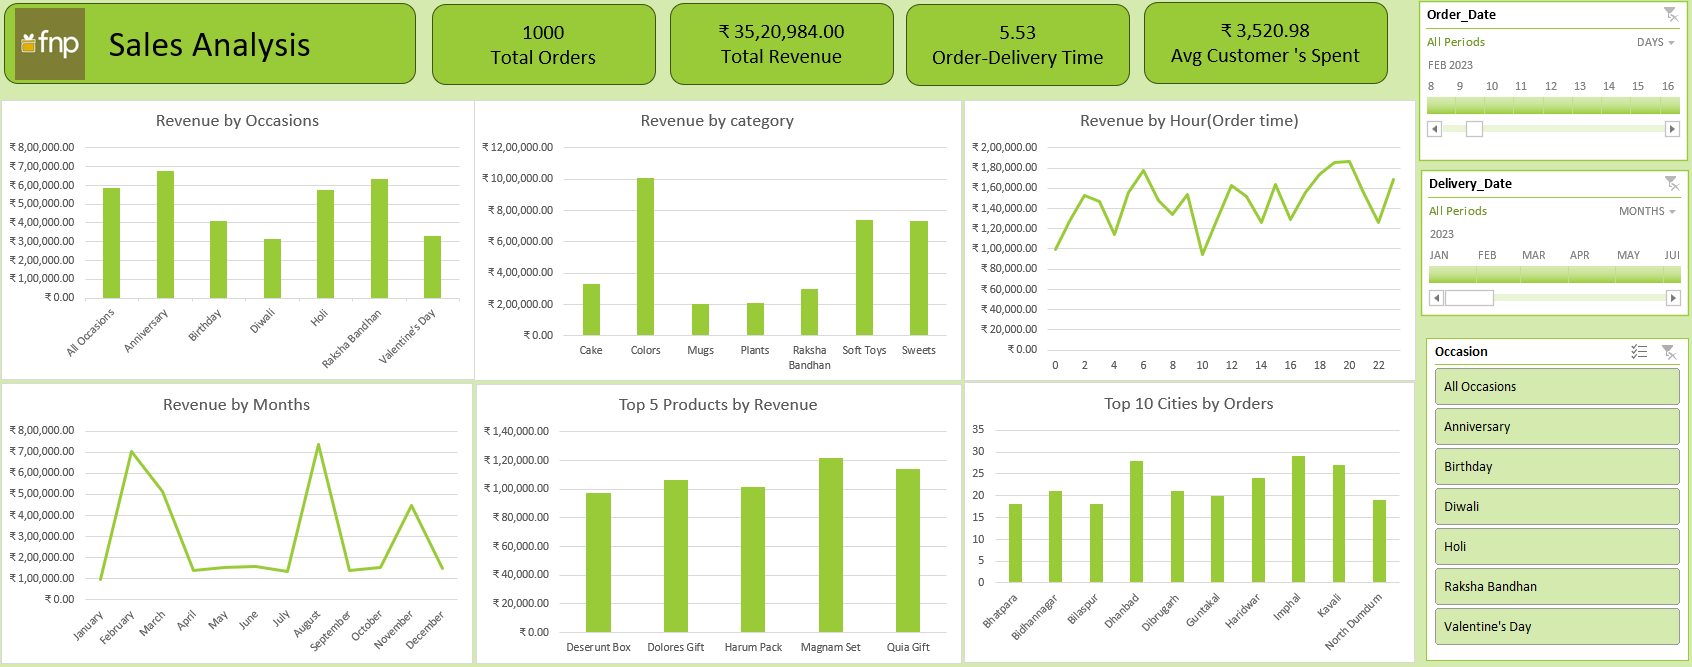 fnp
Sales Analysis
1000
Total Orders
₹ 35,20,984.00
Total Revenue
5.53
Order-Delivery Time
₹ 3,520.98
Avg Customer 's Spent
Order_Date
All Periods
DAYS
FEB 2023
8 9 10 11 12 13 14 15 16
Delivery_Date
All Periods
MONTHS
2023
JAN FEB MAR APR MAY JUI
Occasion
All Occasions
Anniversary
Birthday
Diwali
Holi
Raksha Bandhan
Valentine's Day
Revenue by Occasions
₹ 8,00,000.00
₹ 7,00,000.00
₹ 6,00,000.00
₹ 5,00,000.00
₹ 4,00,000.00
₹ 3,00,000.00
₹ 2,00,000.00
₹ 1,00,000.00
₹ 0.00
All Occasions
Anniversary
Birthday
Diwali
Holi
Raksha Bandhan
Valentine's Day
Revenue by category
₹ 12,00,000.00
₹ 10,00,000.00
₹ 8,00,000.00
₹ 6,00,000.00
₹ 4,00,000.00
₹ 2,00,000.00
₹ 0.00
Cake Colors Mugs Plants Raksha Bandhan Soft Toys Sweets
Revenue by Hour(Order time)
₹ 2,00,000.00
₹ 1,80,000.00
₹ 1,60,000.00
₹ 1,40,000.00
₹ 1,20,000.00
₹ 1,00,000.00
₹ 80,000.00
₹ 60,000.00
₹ 40,000.00
₹ 20,000.00
₹ 0.00
0 2 4 6 8 10 12 14 16 18 20 22
Revenue by Months
₹ 8,00,000.00
₹ 7,00,000.00
₹ 6,00,000.00
₹ 5,00,000.00
₹ 4,00,000.00
₹ 3,00,000.00
₹ 2,00,000.00
₹ 1,00,000.00
₹ 0.00
January
February
March
April
May
June
July
August
September
October
November
December
Top 5 Products by Revenue
₹ 1,40,000.00
₹ 1,20,000.00
₹ 1,00,000.00
₹ 80,000.00
₹ 60,000.00
₹ 40,000.00
₹ 20,000.00
₹ 0.00
Deserunt Box Dolores Gift Harum Pack Magnam Set Quia Gift
Top 10 Cities by Orders
35
30
25
20
15
10
5
0
Bhatpara
Bidhannagar
Bilaspur
Dhanbad
Dibrugarh
Guntakal
Haridwar
Imphal
Kavali
North Dumdum